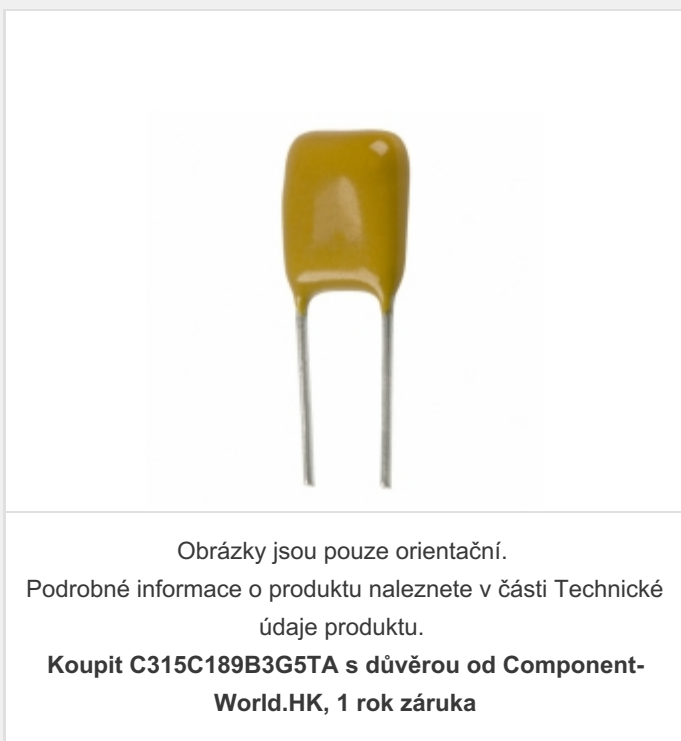 Obrázky jsou pouze orientační.
Podrobné informace o produktu naleznete v části Technické
údaje produktu.
Koupit C315C189B3G5TA s důvěrou od Component-
World.HK, 1 rok záruka